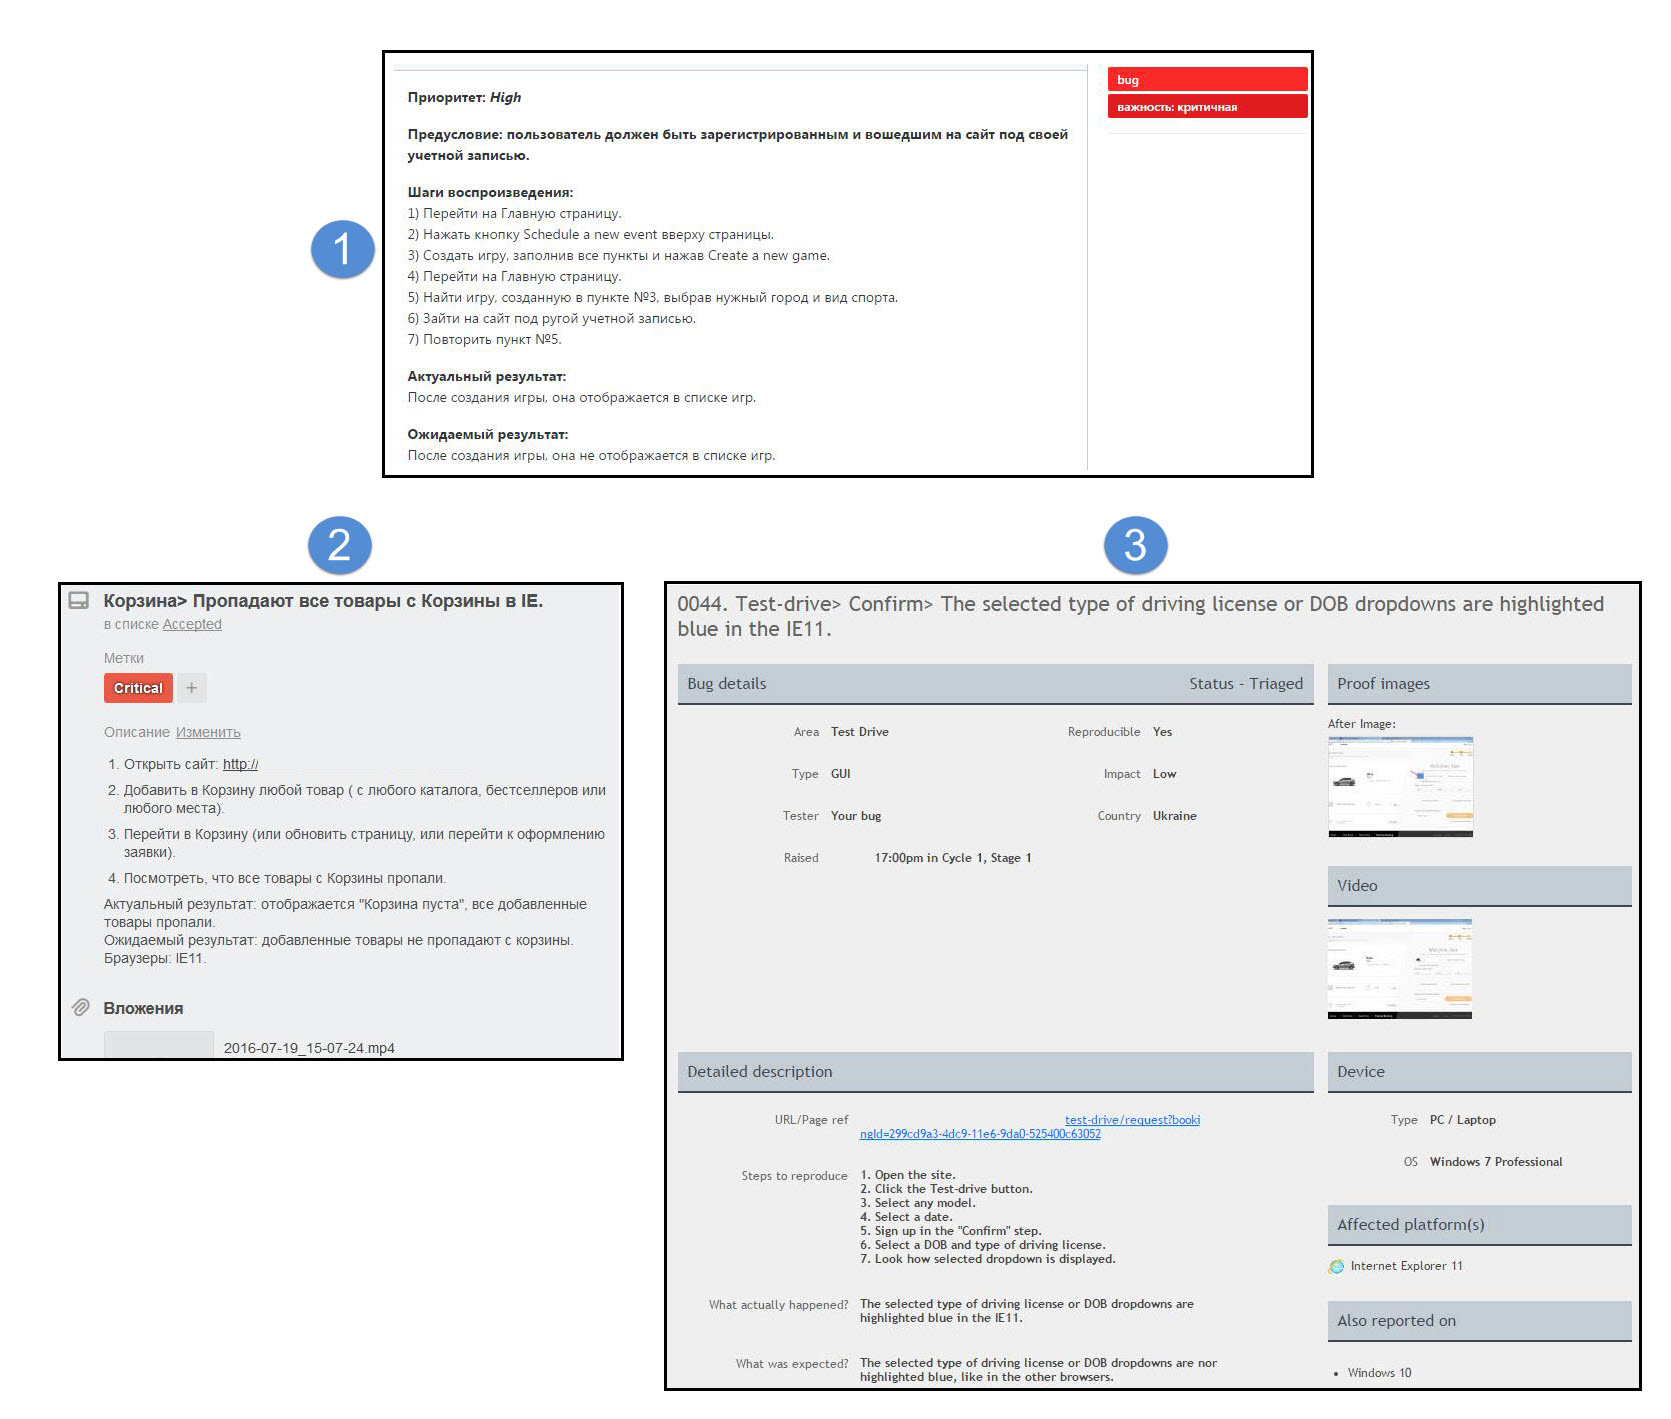 bug
важность: критичная
Приоритет: High
Предусловие: пользователь должен быть зарегистрированным и вошедшим на сайт под своей
учетной записью.
Шаги воспроизведения:
1) Перейти на Главную страницу.
2) Нажать кнопку Schedule a new event вверху страницы.
3) Создать игру, заполнив все пункты и нажав Create a new game.
4) Перейти на Главную страницу.
5) Найти игру, созданную в пункте №3, выбрав нужный город и вид спорта.
6) Зайти на сайт под ругой учетной записью.
7) Повторить пункт №5.
Актуальный результат:
После создания игры, она отображается в списке игр.
Ожидаемый результат:
После создания игры, она не отображается в списке игр.
1
2
Корзина> Пропадают все товары с Корзины в IE.
в списке Accepted
Метки
Critical +
Описание Изменить
1. Открыть сайт: http://
2. Добавить в Корзину любой товар ( с любого каталога, бестселлеров или
любого места).
3. Перейти в Корзину (или обновить страницу, или перейти к оформлению
заявки).
4. Посмотреть, что все товары с Корзины пропали.
Актуальный результат: отображается "Корзина пуста", все добавленные
товары пропали.
Ожидаемый результат: добавленные товары не пропадают с корзины.
Браузеры: IE11.
Вложения
2016-07-19_15-07-24.mp4
3
0044. Test-drive> Confirm> The selected type of driving license or DOB dropdowns are highlighted
blue in the IE11.
Bug details Status - Triaged
Area Test Drive Reproducible Yes
Type GUI Impact Low
Tester Your bug Country Ukraine
Raised 17:00pm in Cycle 1, Stage 1
Proof images
After Image:
Video
Detailed description
URL/Page ref test-drive/request?booki
ngId=299cd9a3-4dc9-11e6-9da0-525400c63052
Steps to reproduce 1. Open the site.
2. Click the Test-drive button.
3. Select any model.
4. Select a date.
5. Sign up in the "Confirm" step.
6. Select a DOB and type of driving license.
7. Look how selected dropdown is displayed.
What actually happened? The selected type of driving license or DOB dropdowns are
highlighted blue in the IE11.
What was expected? The selected type of driving license or DOB dropdowns are nor
highlighted blue, like in the other browsers.
Device
Type PC / Laptop
OS Windows 7 Professional
Affected platform(s)
Internet Explorer 11
Also reported on
• Windows 10